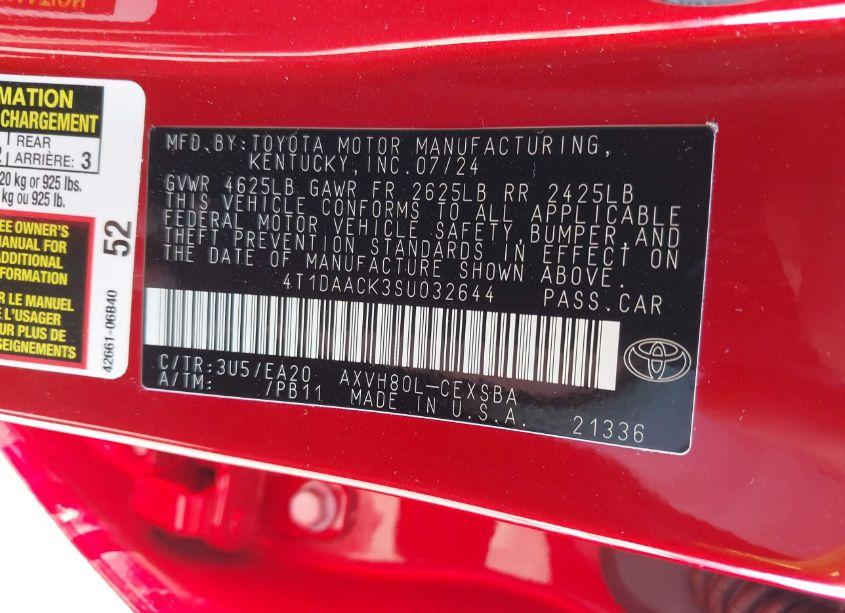 MATION
CHARGEMENT
REAR
ARRIÈRE: 3
20 kg or 925 lbs.
kg ou 925 lb.
EE OWNER'S
MANUAL FOR
ADDITIONAL
FORMATION
IR LE MANUEL
L'USAGER
UR PLUS DE
SEIGNEMENTS
52
42661-06B40
MFD.BY:TOYOTA MOTOR MANUFACTURING,
KENTUCKY,INC.07/24
GVWR 4625LB GAWR FR 2625LB RR 2425LB
THIS VEHICLE CONFORMS TO ALL APPLICABLE
FEDERAL MOTOR VEHICLE SAFETY,BUMPER,AND
THEFT PREVENTION STANDARDS IN EFFECT ON
THE DATE OF MANUFACTURE SHOWN ABOVE.
4T1DAACK3SU032644 PASS.CAR
C/TR:3U5/EA20 AXVH80L-CEXSBA
A/TM: /PB11 MADE IN U.S.A.
21336